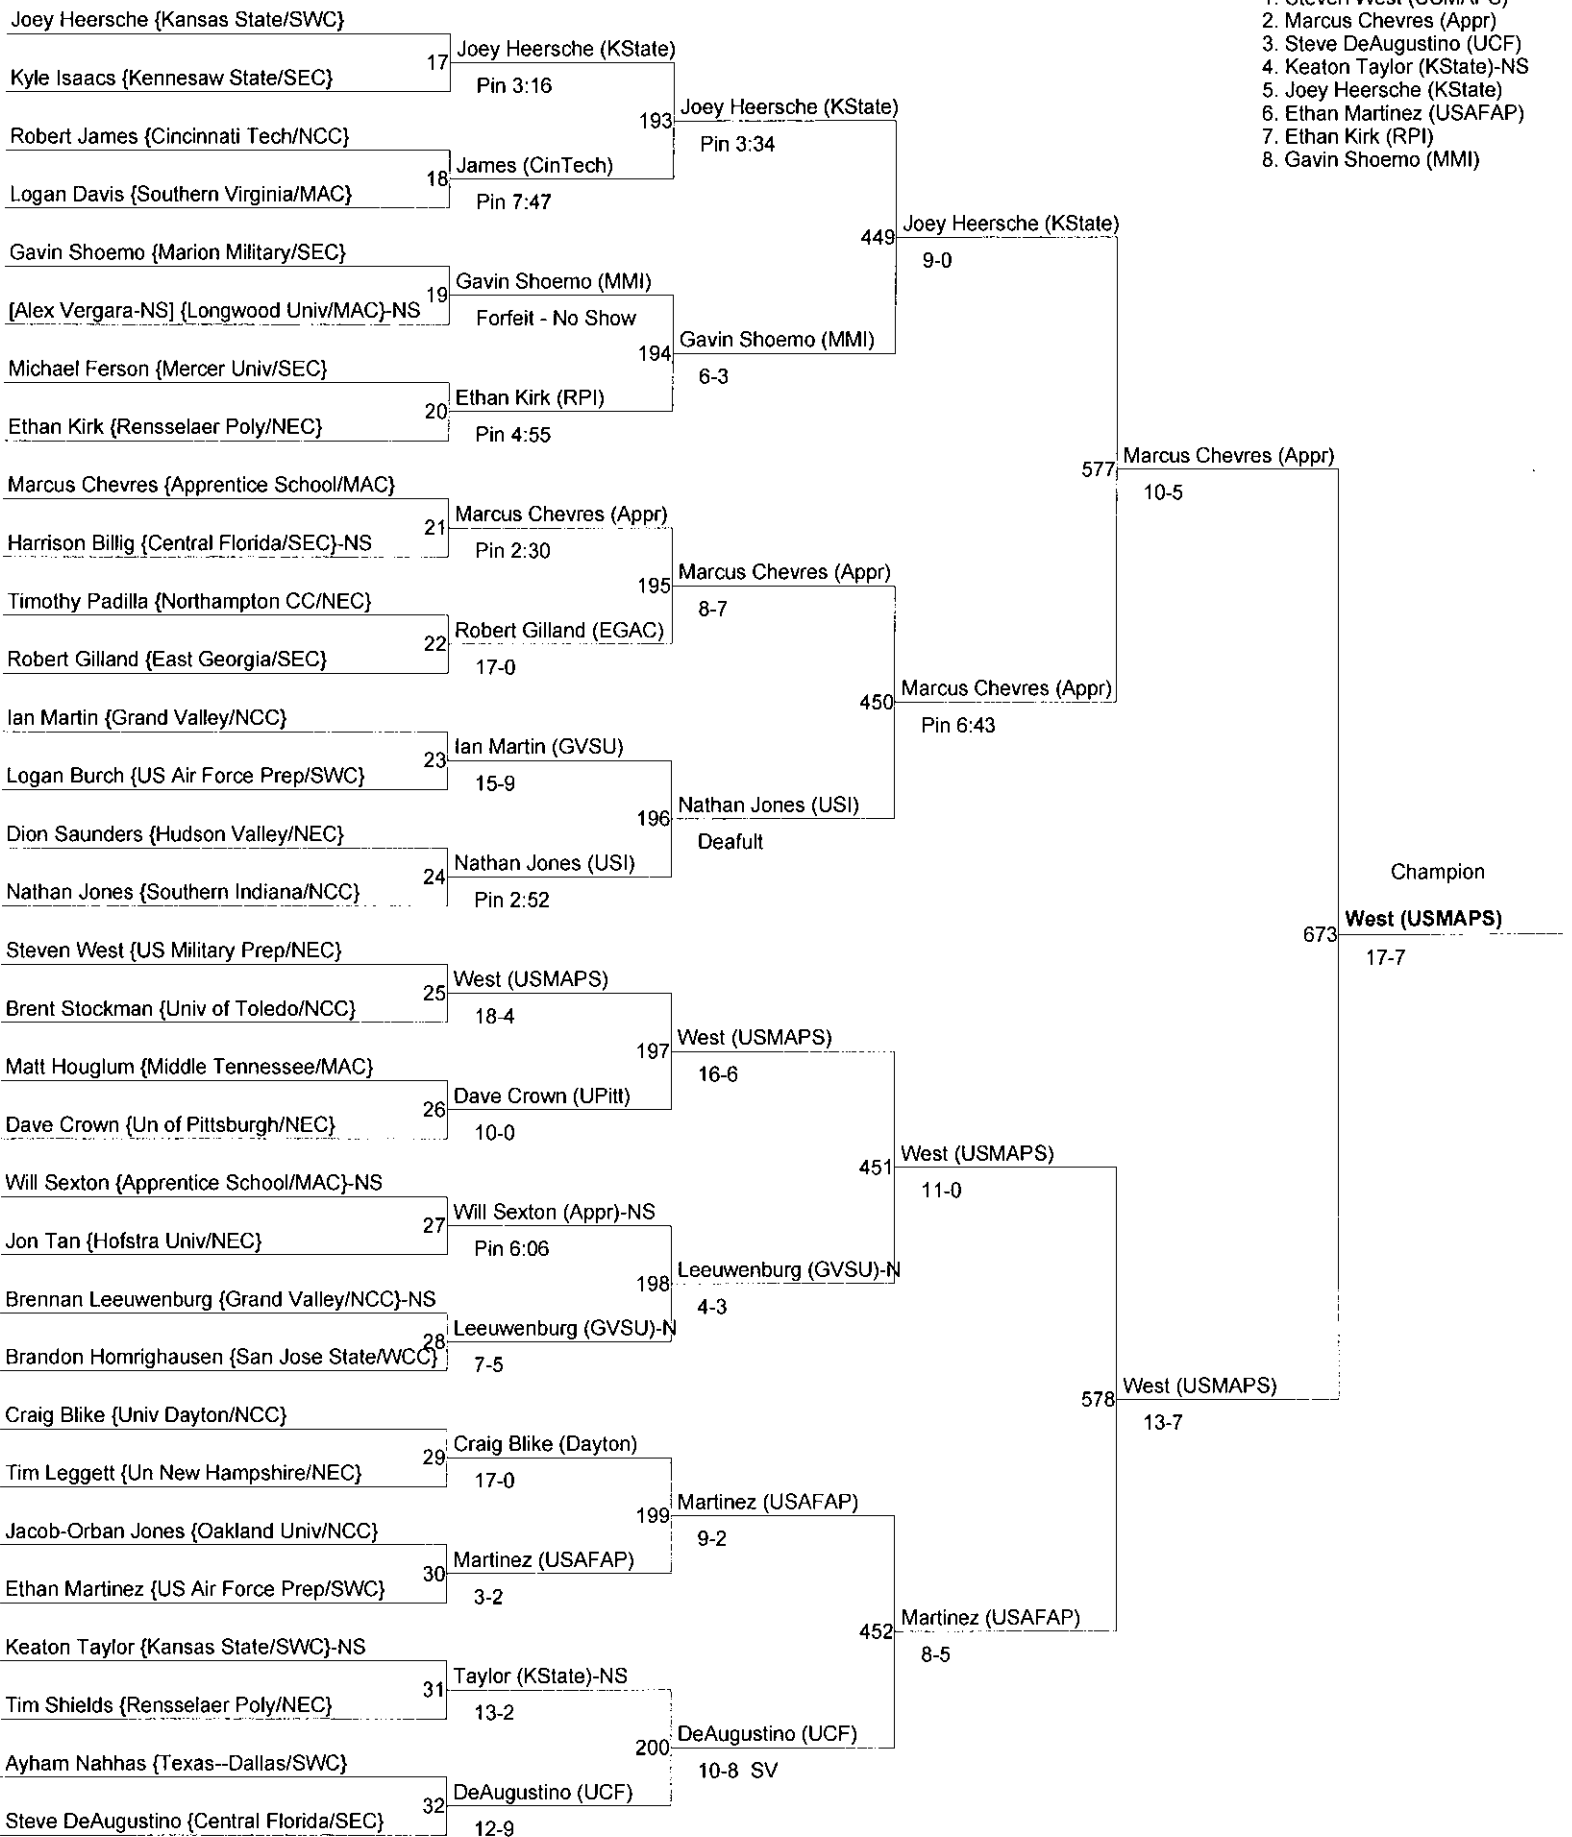 1. Steven West (USMAPS)
2. Marcus Chevres (Appr)
3. Steve DeAugustino (UCF)
4. Keaton Taylor (KState)-NS
5. Joey Heersche (KState)
6. Ethan Martinez (USAFAP)
7. Ethan Kirk (RPI)
8. Gavin Shoemo (MMI)
Joey Heersche {Kansas State/SWC}
Kyle Isaacs {Kennesaw State/SEC}
Robert James {Cincinnati Tech/NCC}
Logan Davis {Southern Virginia/MAC}
Gavin Shoemo {Marion Military/SEC}
[Alex Vergara-NS] {Longwood Univ/MAC}-NS
Michael Ferson {Mercer Univ/SEC}
Ethan Kirk {Rensselaer Poly/NEC}
Marcus Chevres {Apprentice School/MAC}
Harrison Billig {Central Florida/SEC}-NS
Timothy Padilla {Northampton CC/NEC}
Robert Gilland {East Georgia/SEC}
Ian Martin {Grand Valley/NCC}
Logan Burch {US Air Force Prep/SWC}
Dion Saunders {Hudson Valley/NEC}
Nathan Jones {Southern Indiana/NCC}
Steven West {US Military Prep/NEC}
Brent Stockman {Univ of Toledo/NCC}
Matt Houglum {Middle Tennessee/MAC}
Dave Crown {Un of Pittsburgh/NEC}
Will Sexton {Apprentice School/MAC}-NS
Jon Tan {Hofstra Univ/NEC}
Brennan Leeuwenburg {Grand Valley/NCC}-NS
Brandon Homrighausen {San Jose State/WCC}
Craig Blike {Univ Dayton/NCC}
Tim Leggett {Un New Hampshire/NEC}
Jacob-Orban Jones {Oakland Univ/NCC}
Ethan Martinez {US Air Force Prep/SWC}
Keaton Taylor {Kansas State/SWC}-NS
Tim Shields {Rensselaer Poly/NEC}
Ayham Nahhas {Texas--Dallas/SWC}
Steve DeAugustino {Central Florida/SEC}
17 Joey Heersche (KState)
Pin 3:16
18 James (CinTech)
Pin 7:47
19 Gavin Shoemo (MMI)
Forfeit - No Show
20 Ethan Kirk (RPI)
Pin 4:55
21 Marcus Chevres (Appr)
Pin 2:30
22 Robert Gilland (EGAC)
17-0
23 Ian Martin (GVSU)
15-9
24 Nathan Jones (USI)
Pin 2:52
25 West (USMAPS)
18-4
26 Dave Crown (UPitt)
10-0
27 Will Sexton (Appr)-NS
Pin 6:06
28 Leeuwenburg (GVSU)-N
7-5
29 Craig Blike (Dayton)
17-0
30 Martinez (USAFAP)
3-2
31 Taylor (KState)-NS
13-2
32 DeAugustino (UCF)
12-9
193 Joey Heersche (KState)
Pin 3:34
194 Gavin Shoemo (MMI)
6-3
195 Marcus Chevres (Appr)
8-7
196 Nathan Jones (USI)
Deafult
197 West (USMAPS)
16-6
198 Leeuwenburg (GVSU)-N
4-3
199 Martinez (USAFAP)
9-2
200 DeAugustino (UCF)
10-8 SV
449 Joey Heersche (KState)
9-0
450 Marcus Chevres (Appr)
Pin 6:43
451 West (USMAPS)
11-0
452 Martinez (USAFAP)
8-5
577 Marcus Chevres (Appr)
10-5
578 West (USMAPS)
13-7
Champion
673 West (USMAPS)
17-7